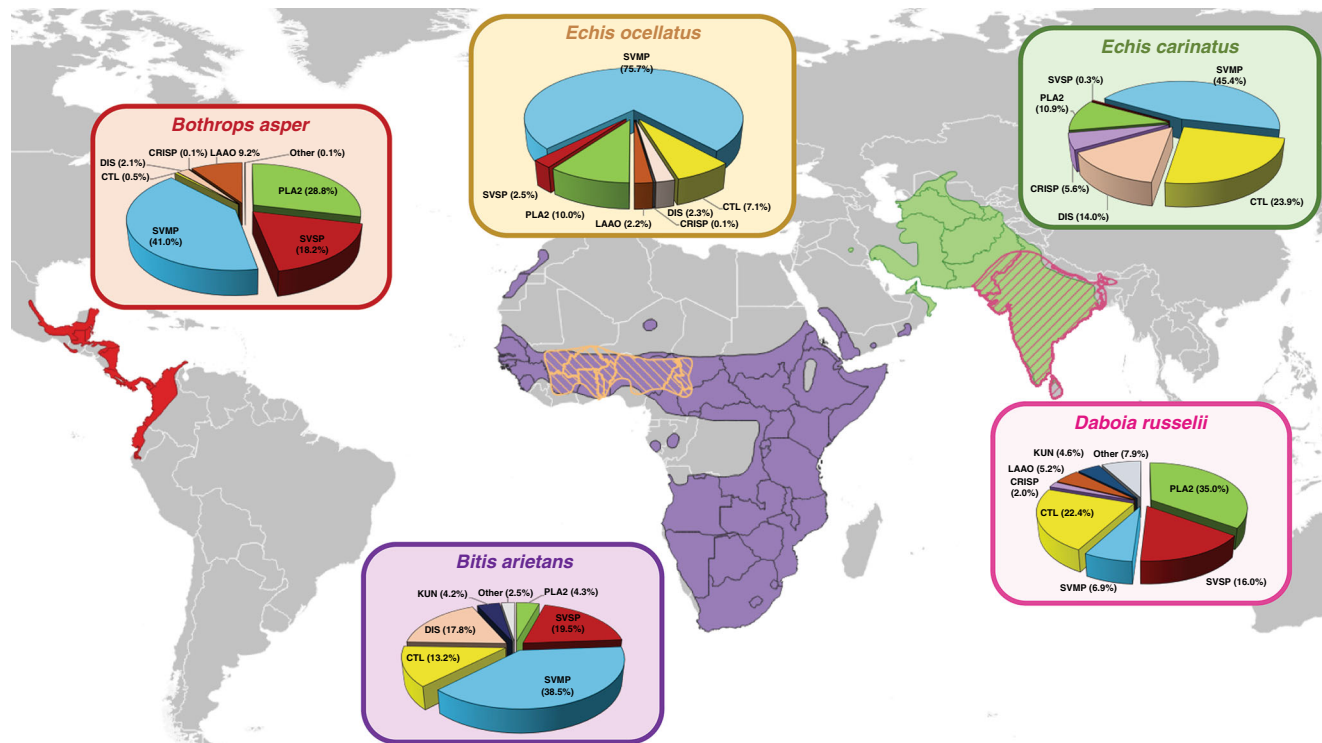 Echis ocellatus
SVMP
(75.7%)
SVSP (2.5%)
PLA2 (10.0%)
LAAO (2.2%)
DIS (2.3%)
CRISP (0.1%)
CTL (7.1%)
Echis carinatus
SVMP
(45.4%)
SVSP (0.3%)
PLA2
(10.9%)
CRISP (5.6%)
DIS (14.0%)
CTL (23.9%)
Bothrops asper
CRISP (0.1%)
LAAO 9.2%
Other (0.1%)
DIS (2.1%)
CTL (0.5%)
PLA2 (28.8%)
SVMP
(41.0%)
SVSP
(18.2%)
Daboia russelii
KUN (4.6%)
Other (7.9%)
LAAO (5.2%)
CRISP
(2.0%)
PLA2 (35.0%)
CTL (22.4%)
SVMP (6.9%)
SVSP (16.0%)
Bitis arietans
KUN (4.2%)
Other (2.5%)
PLA2 (4.3%)
SVSP
(19.5%)
DIS (17.8%)
CTL (13.2%)
SVMP
(38.5%)